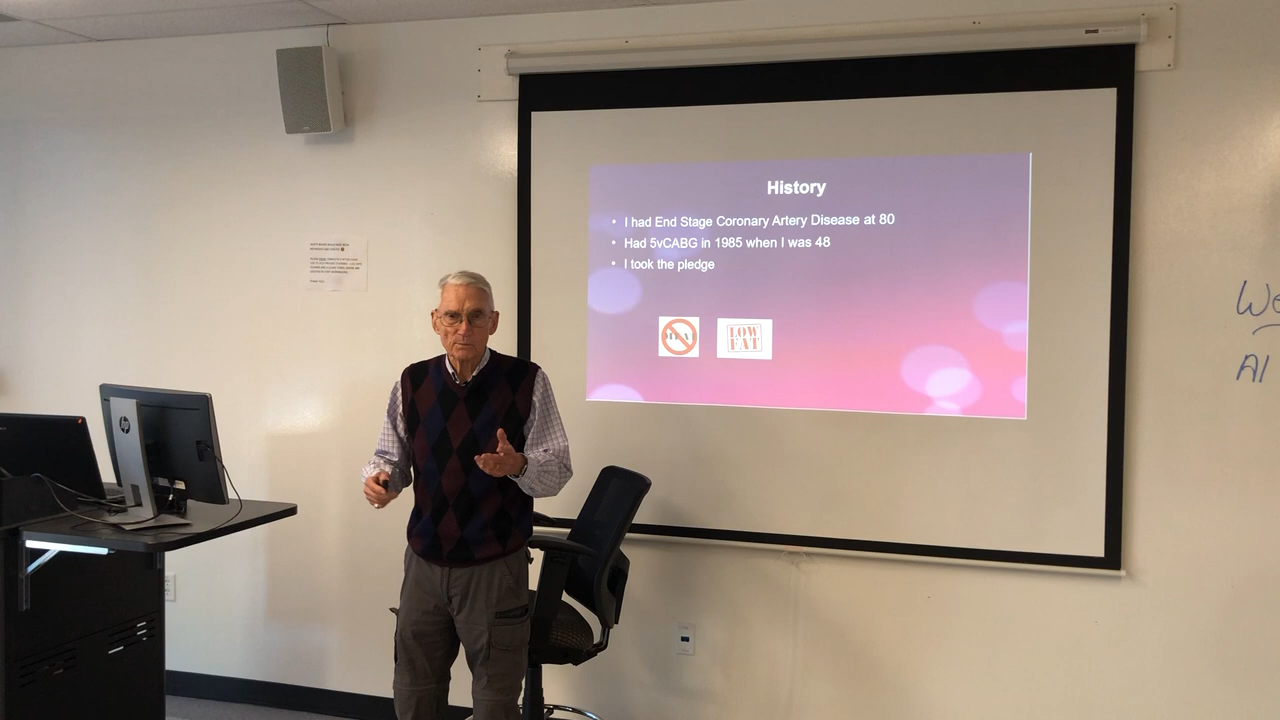 History
• I had End Stage Coronary Artery Disease at 80
• Had 5vCABG in 1985 when I was 48
• I took the pledge
LOW
FAT
hp
We
AI